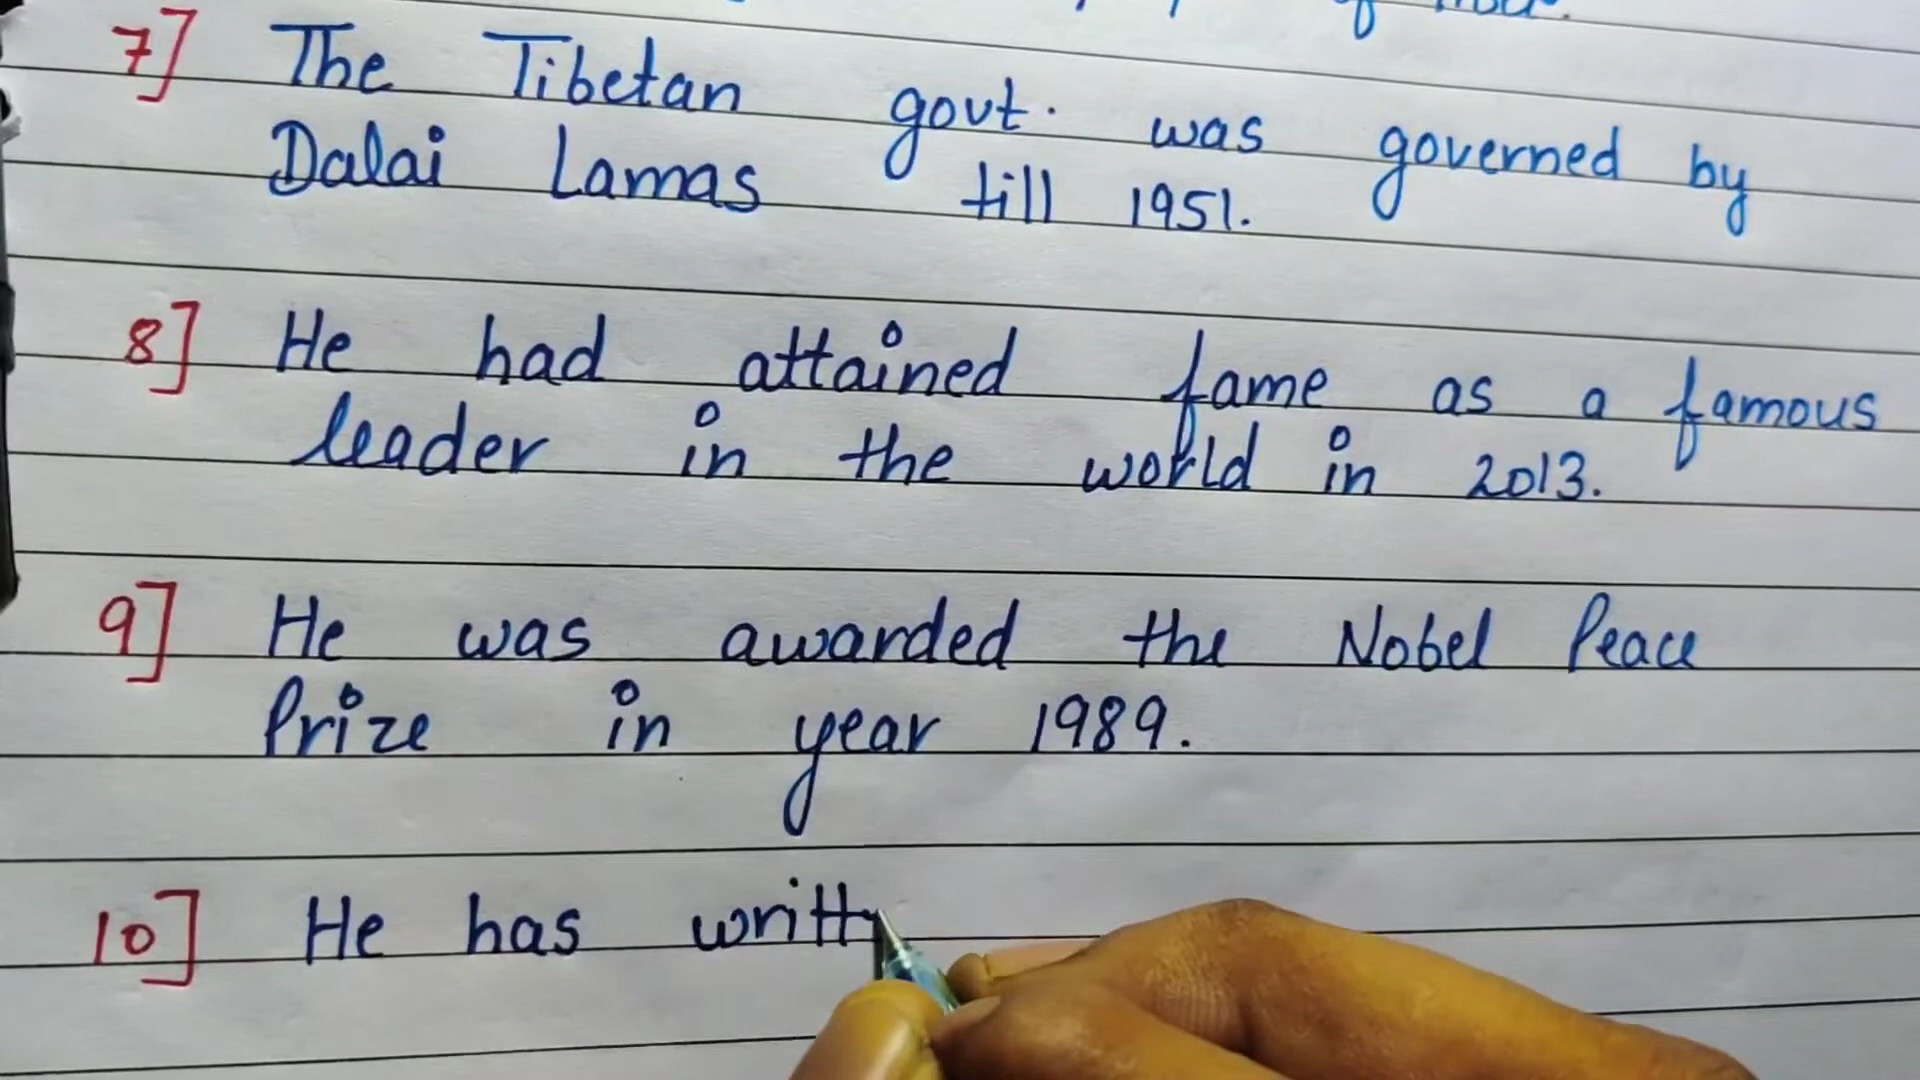 7] The Tibetan govt. was governed by
Dalai Lamas till 1951.
8] He had attained fame as a famous
leader in the world in 2013.
9] He was awarded the Nobel Peace
Prize in year 1989.
10] He has writt